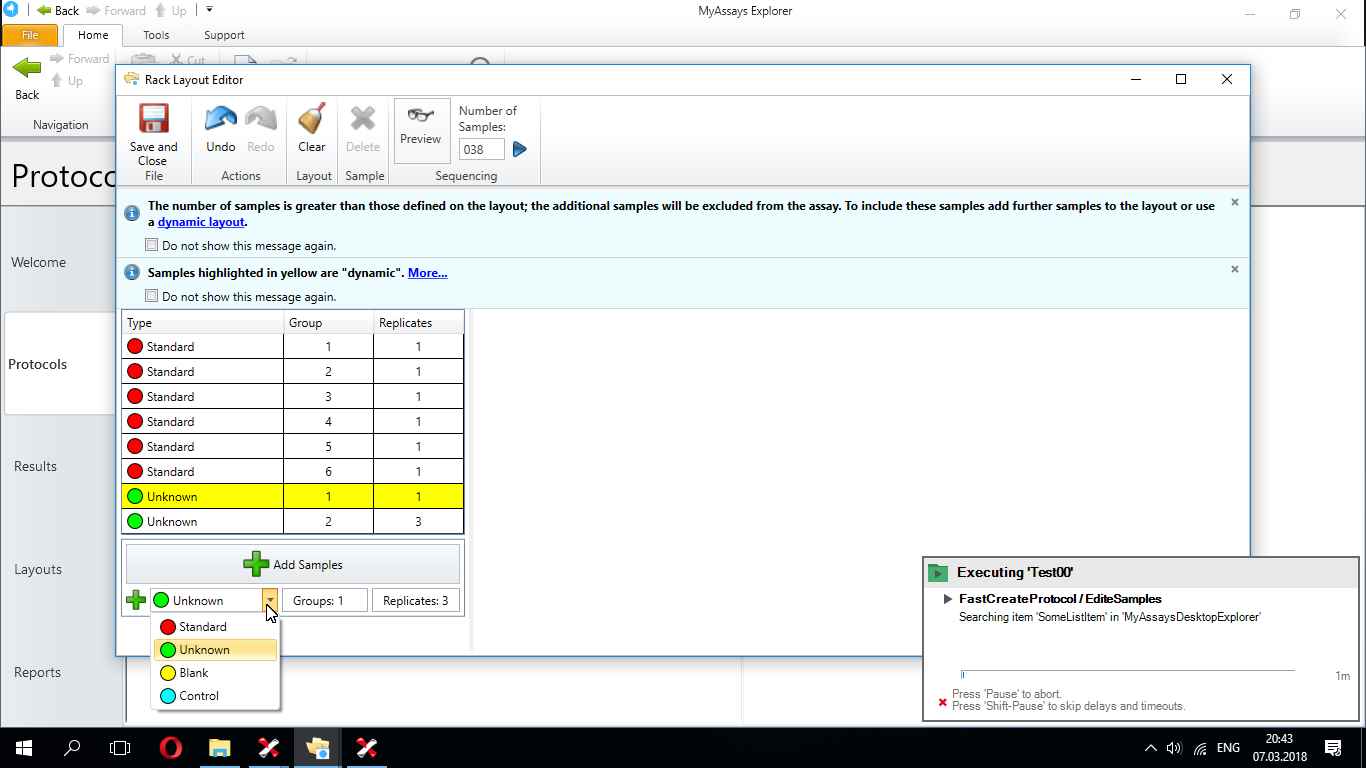 Back Forward Up
MyAssays Explorer
File Home Tools Support
Forward
Cut
Up
Back
Navigation
Rack Layout Editor
Save and
Close
File
Undo Redo
Actions
Clear
Layout
Delete
Sample
Preview
Number of
Samples:
038
Sequencing
The number of samples is greater than those defined on the layout; the additional samples will be excluded from the assay. To include these samples add further samples to the layout or use
a dynamic layout.
Do not show this message again.
Samples highlighted in yellow are "dynamic". More...
Do not show this message again.
Protoco
Welcome
Protocols
Results
Layouts
Reports
Type Group Replicates
Standard 1 1
Standard 2 1
Standard 3 1
Standard 4 1
Standard 5 1
Standard 6 1
Unknown 1 1
Unknown 2 3
Add Samples
Unknown Groups: 1 Replicates: 3
Standard
Unknown
Blank
Control
Executing 'Test00'
FastCreateProtocol / EditeSamples
Searching item 'SomeListItem' in 'MyAssaysDesktopExplorer'
1m
Press 'Pause' to abort.
Press 'Shift-Pause' to skip delays and timeouts.
ENG
20:43
07.03.2018